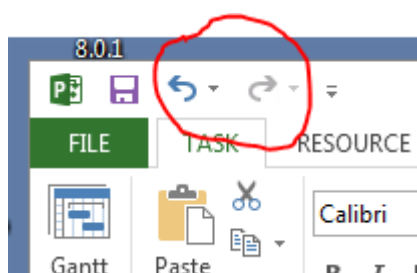 8.0.1
P
FILE TASK RESOURCE
Calibri
Gantt Paste